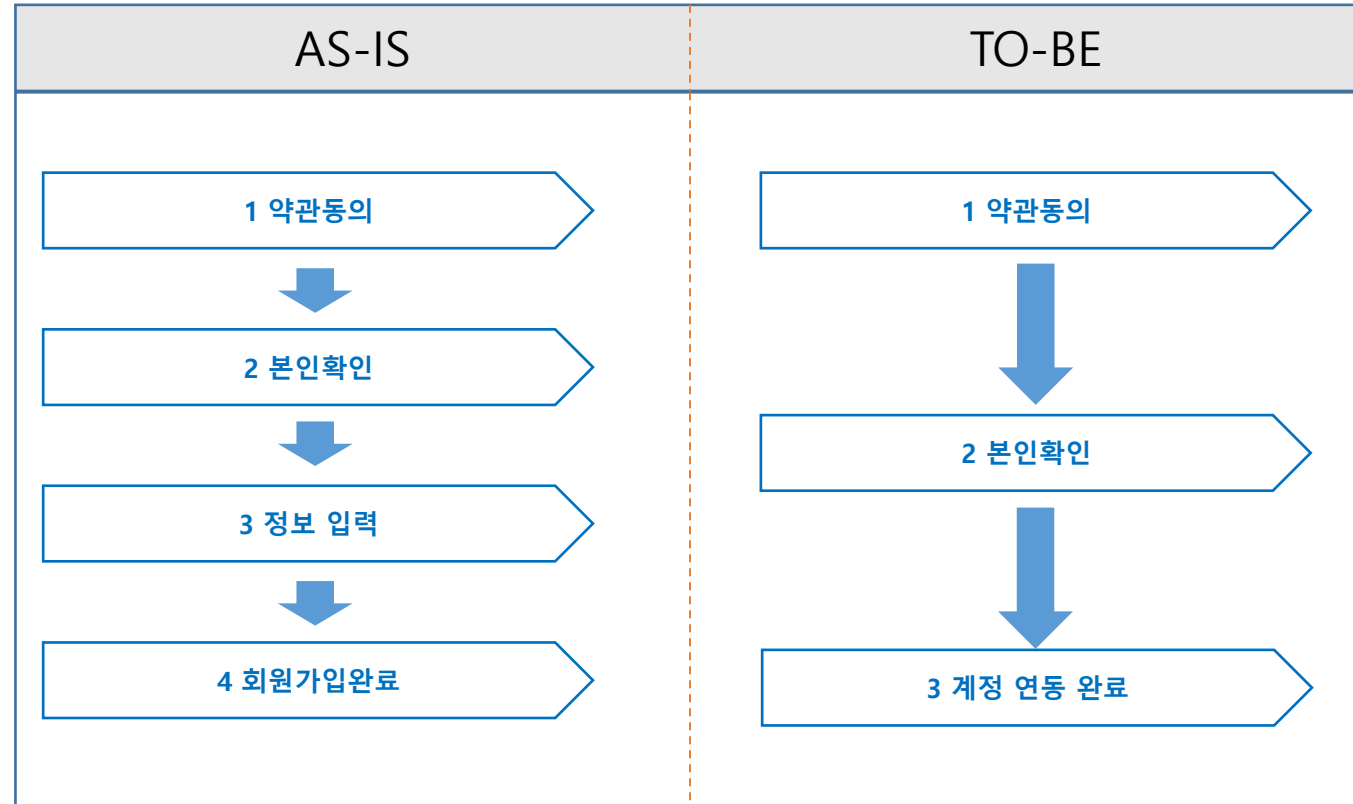 AS-IS
TO-BE
1 약관동의
2 본인확인
3 정보 입력
4 회원가입완료
1 약관동의
2 본인확인
3 계정 연동 완료